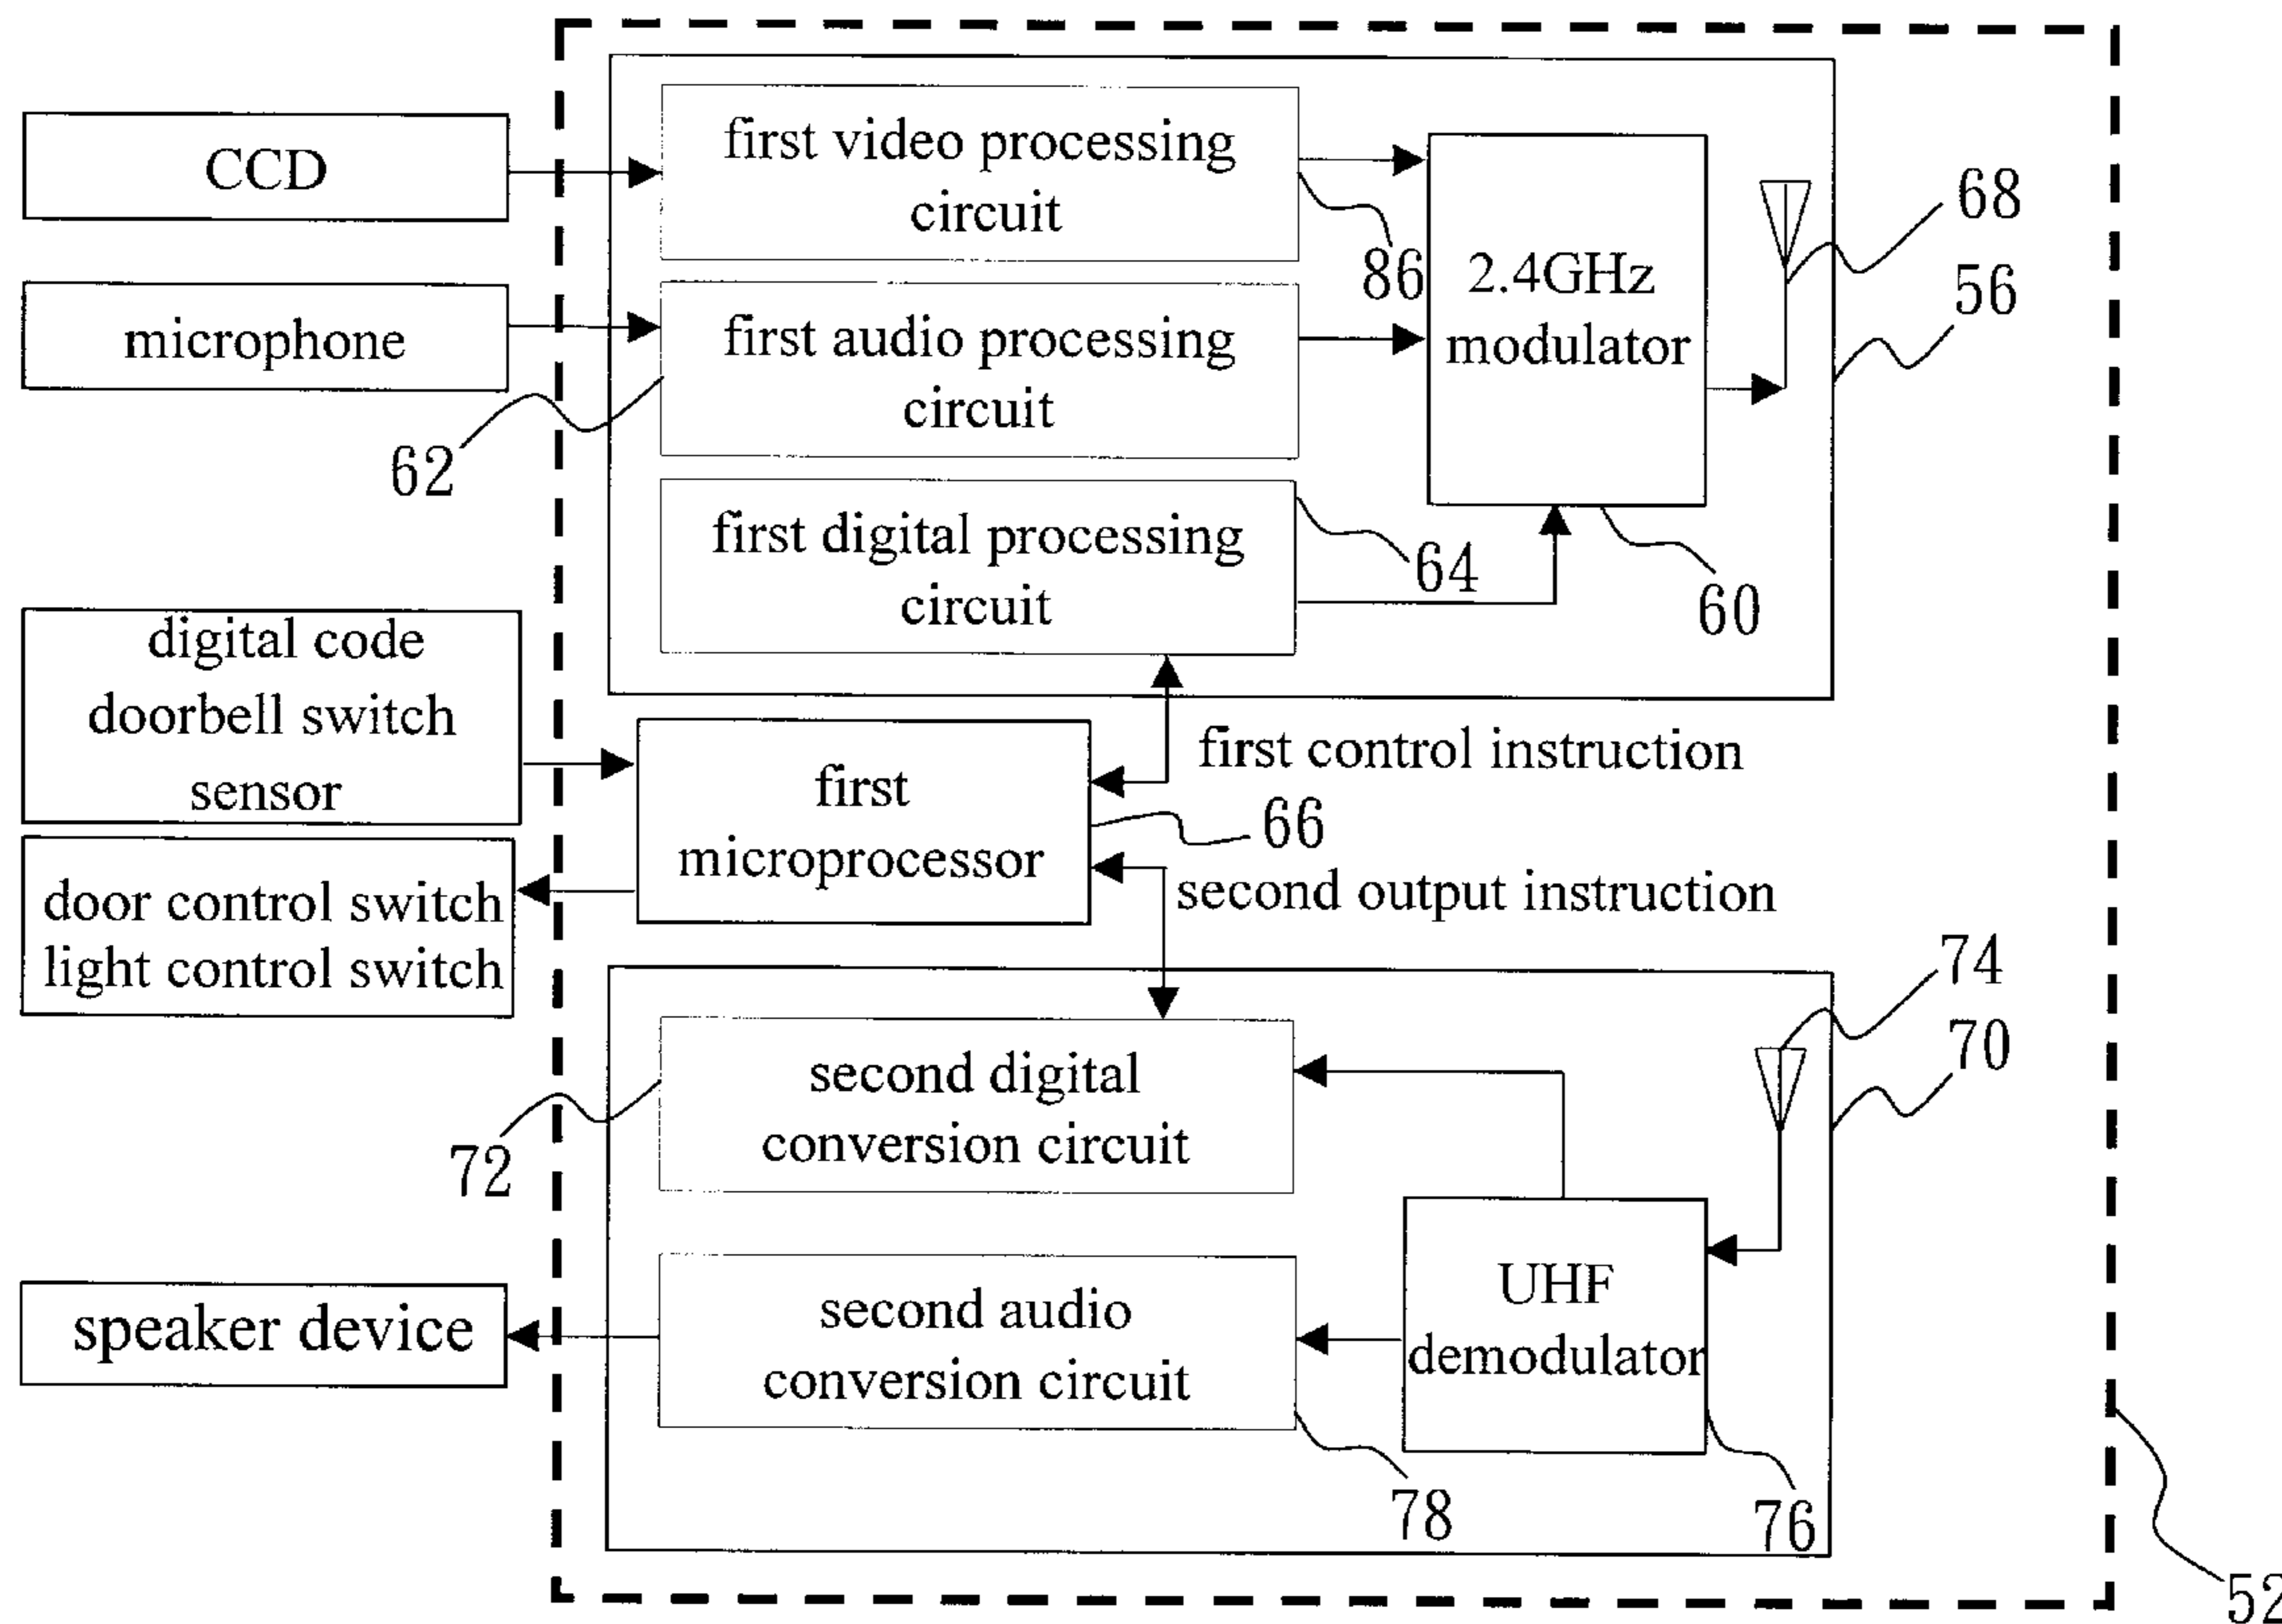 CCD
first video processing
circuit
86
2.4GHz
modulator
68
56
microphone
first audio processing
circuit
62
first digital processing
circuit
64
60
digital code
doorbell switch
sensor
first
microprocessor
first control instruction
66
second output instruction
door control switch
light control switch
74
70
second digital
conversion circuit
72
UHF
demodulator
speaker device
second audio
conversion circuit
78
76
52